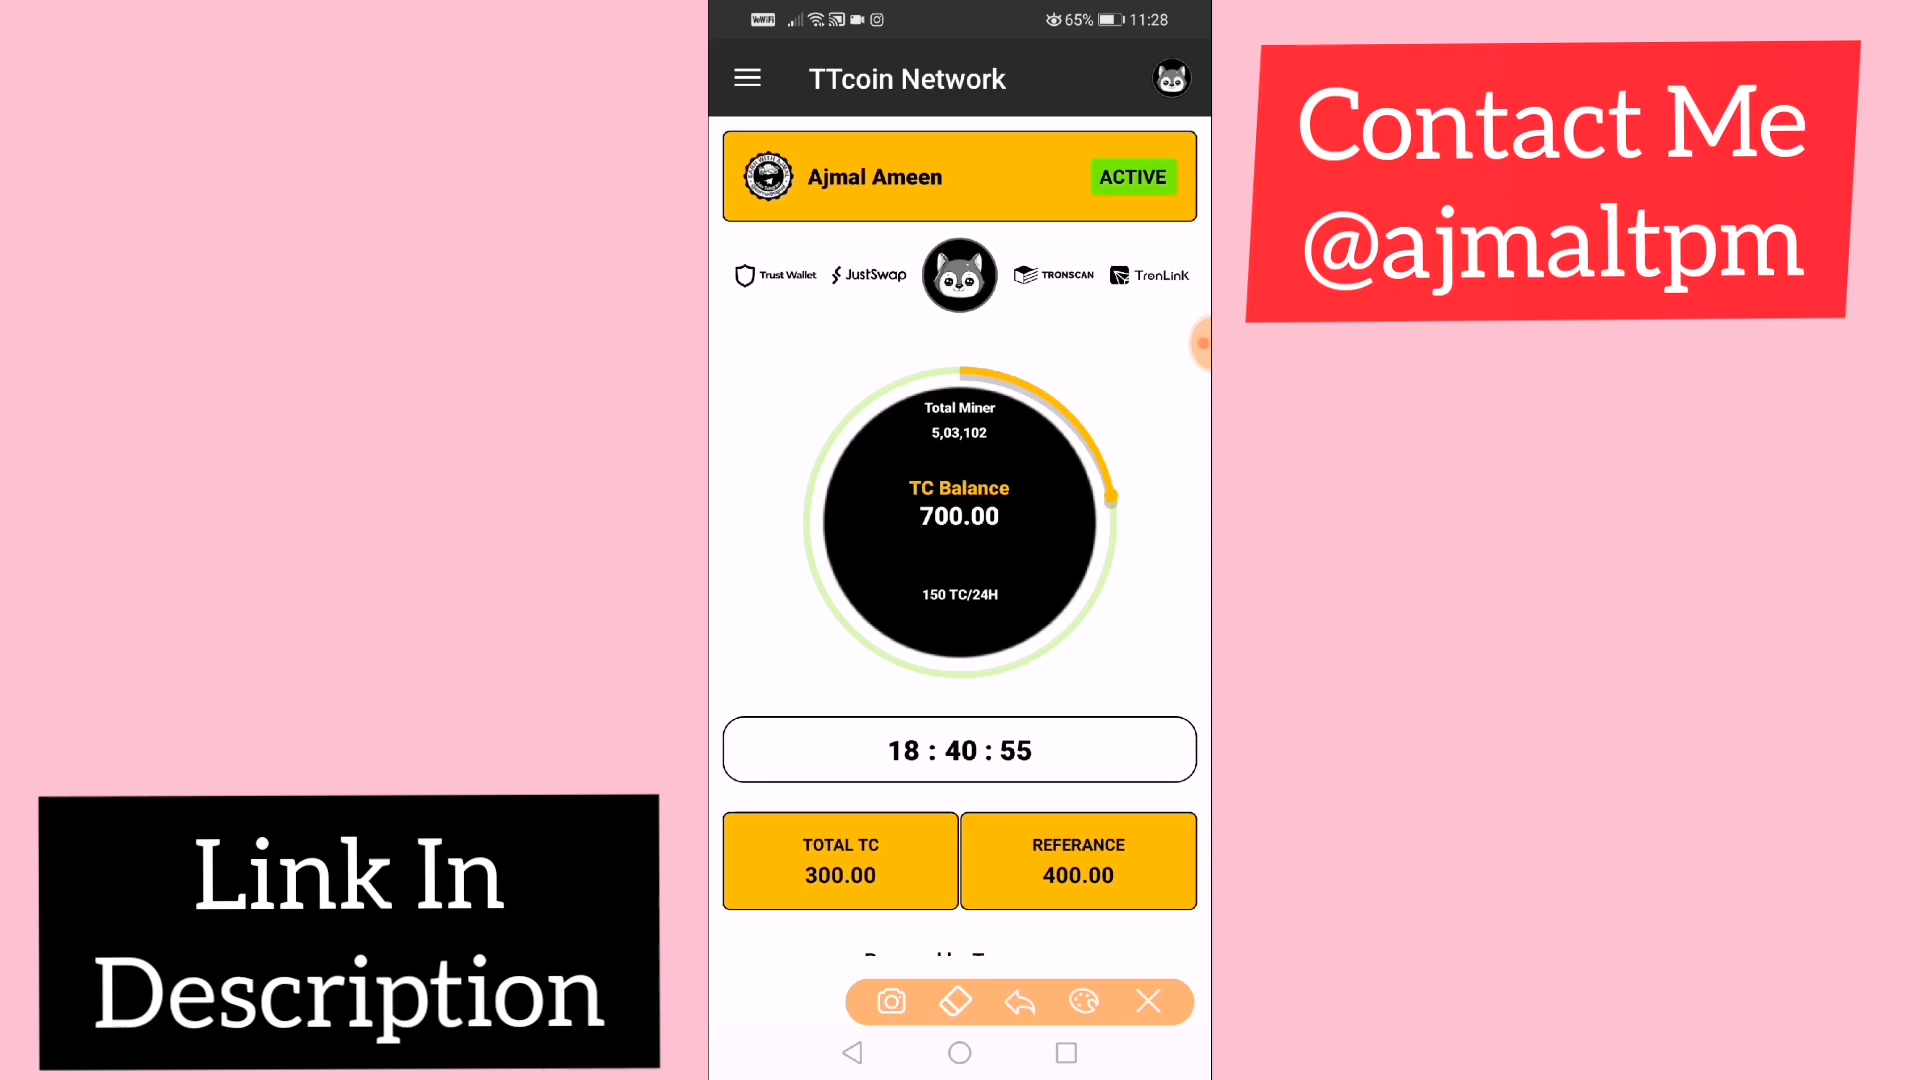 VoWiFi
65% 11:28
TTcoin Network
Contact Me
@ajmaltpm
Ajmal Ameen
ACTIVE
Trust Wallet
JustSwap
TRONSCAN
TronLink
Total Miner
5,03,102
TC Balance
700.00
150 TC/24H
18 : 40 : 55
TOTAL TC
300.00
REFERANCE
400.00
Link In
Description